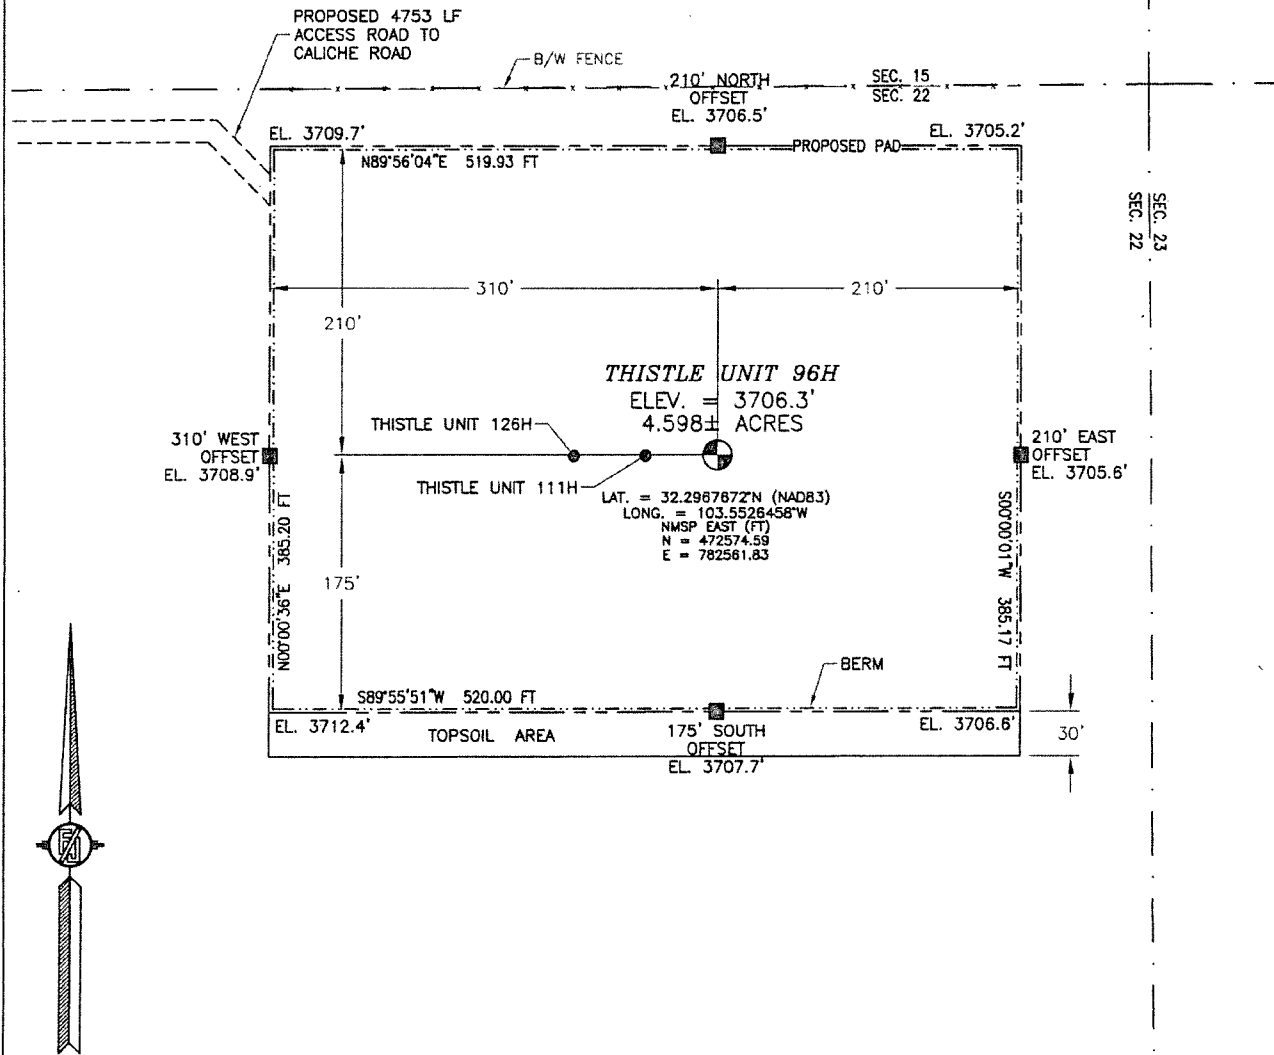 PROPOSED 4753 LF
ACCESS ROAD TO
CALICHE ROAD
B/W FENCE
210' NORTH
OFFSET
EL. 3706.5'
SEC. 15
SEC. 22
EL. 3709.7'
EL. 3705.2'
PROPOSED PAD
N89°56'04"E 519.93 FT
SEC. 23
SEC. 22
310'
210'
210'
THISTLE UNIT 96H
ELEV. = 3706.3'
4.598± ACRES
THISTLE UNIT 126H
310' WEST
OFFSET
EL. 3708.9'
210' EAST
OFFSET
EL. 3705.6'
THISTLE UNIT 111H
LAT. = 32.2967672°N (NAD83)
LONG. = 103.5526458°W
NMSP EAST (FT)
N = 472574.59
E = 782561.83
N00°00'36"E 385.20 FT
S00°00'01"W 385.17 FT
175'
BERM
S89°55'51"W 520.00 FT
EL. 3712.4'
TOPSOIL AREA
175' SOUTH
OFFSET
EL. 3707.7'
EL. 3706.6'
30'